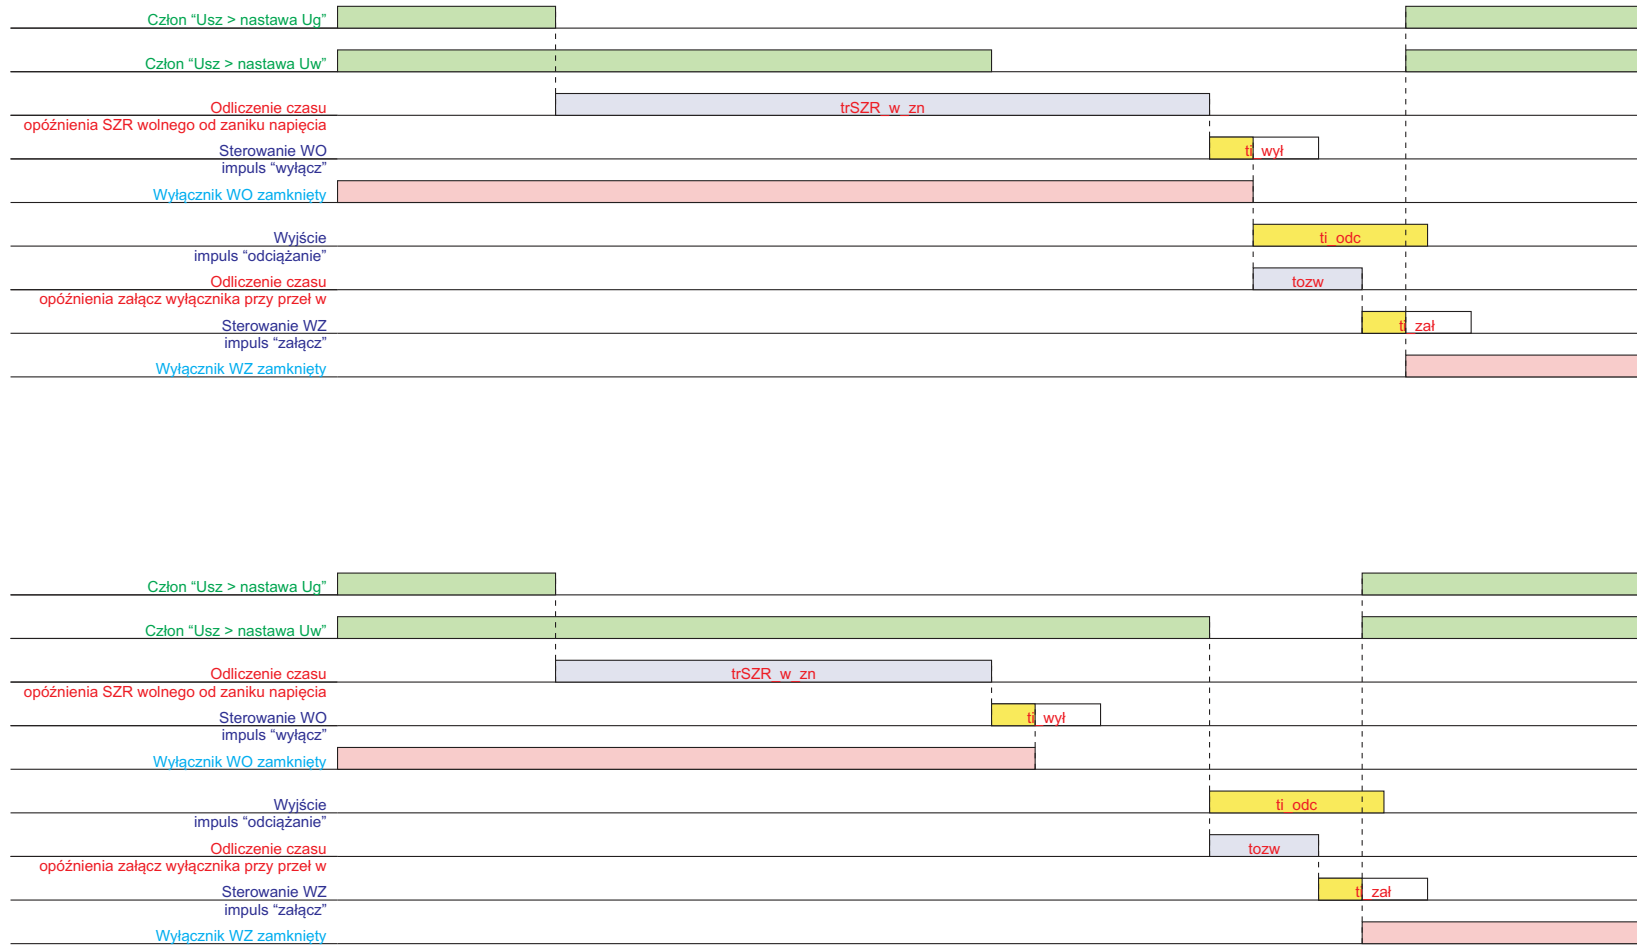 Człon “Usz > nastawa Ug”
Człon “Usz > nastawa Uw”
Odliczenie czasu
opóźnienia SZR wolnego od zaniku napięcia
trSZR_w_zn
Sterowanie WO
impuls “wyłącz”
ti_wył
Wyłącznik WO zamknięty
Wyjście
impuls “odciążanie”
ti_odc
Odliczenie czasu
opóźnienia załącz wyłącznika przy przeł w
tozw
Sterowanie WZ
impuls “załącz”
ti_zał
Wyłącznik WZ zamknięty
Człon “Usz > nastawa Ug”
Człon “Usz > nastawa Uw”
Odliczenie czasu
opóźnienia SZR wolnego od zaniku napięcia
trSZR_w_zn
Sterowanie WO
impuls “wyłącz”
ti_wył
Wyłącznik WO zamknięty
Wyjście
impuls “odciążanie”
ti_odc
Odliczenie czasu
opóźnienia załącz wyłącznika przy przeł w
tozw
Sterowanie WZ
impuls “załącz”
ti_zał
Wyłącznik WZ zamknięty